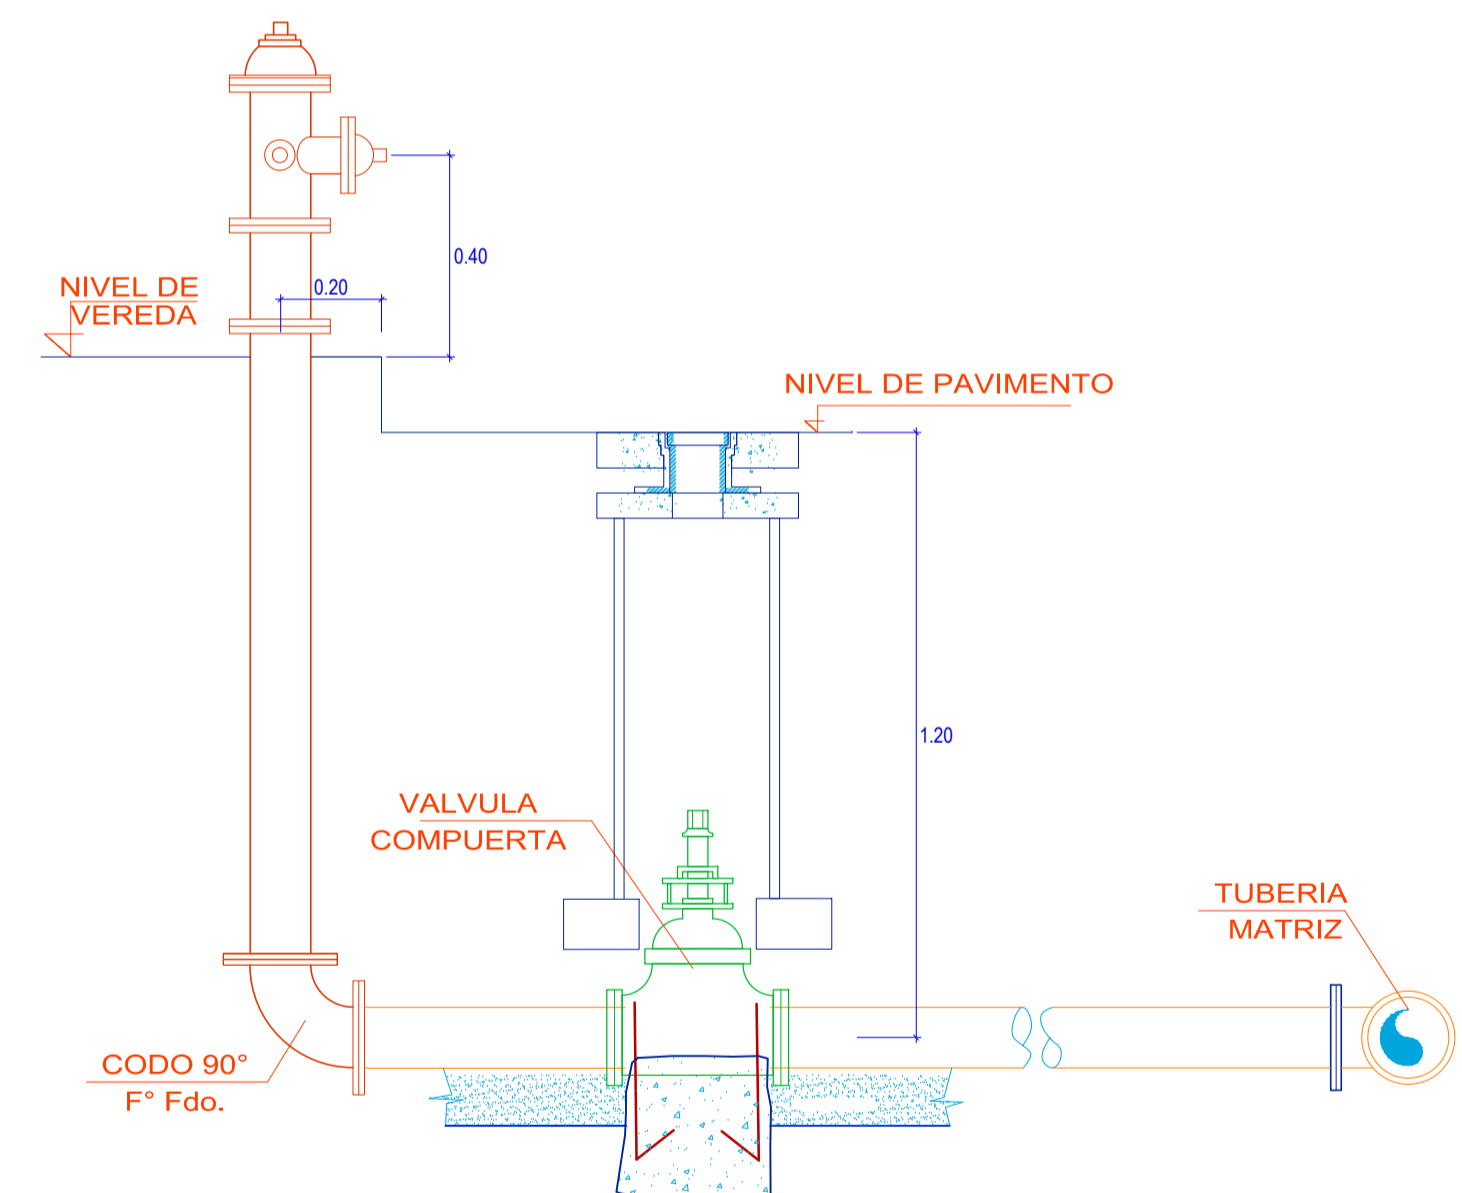 NIVEL DE
VEREDA
0.20
0.40
NIVEL DE PAVIMENTO
1.20
VALVULA
COMPUERTA
TUBERIA
MATRIZ
CODO 90°
F° Fdo.